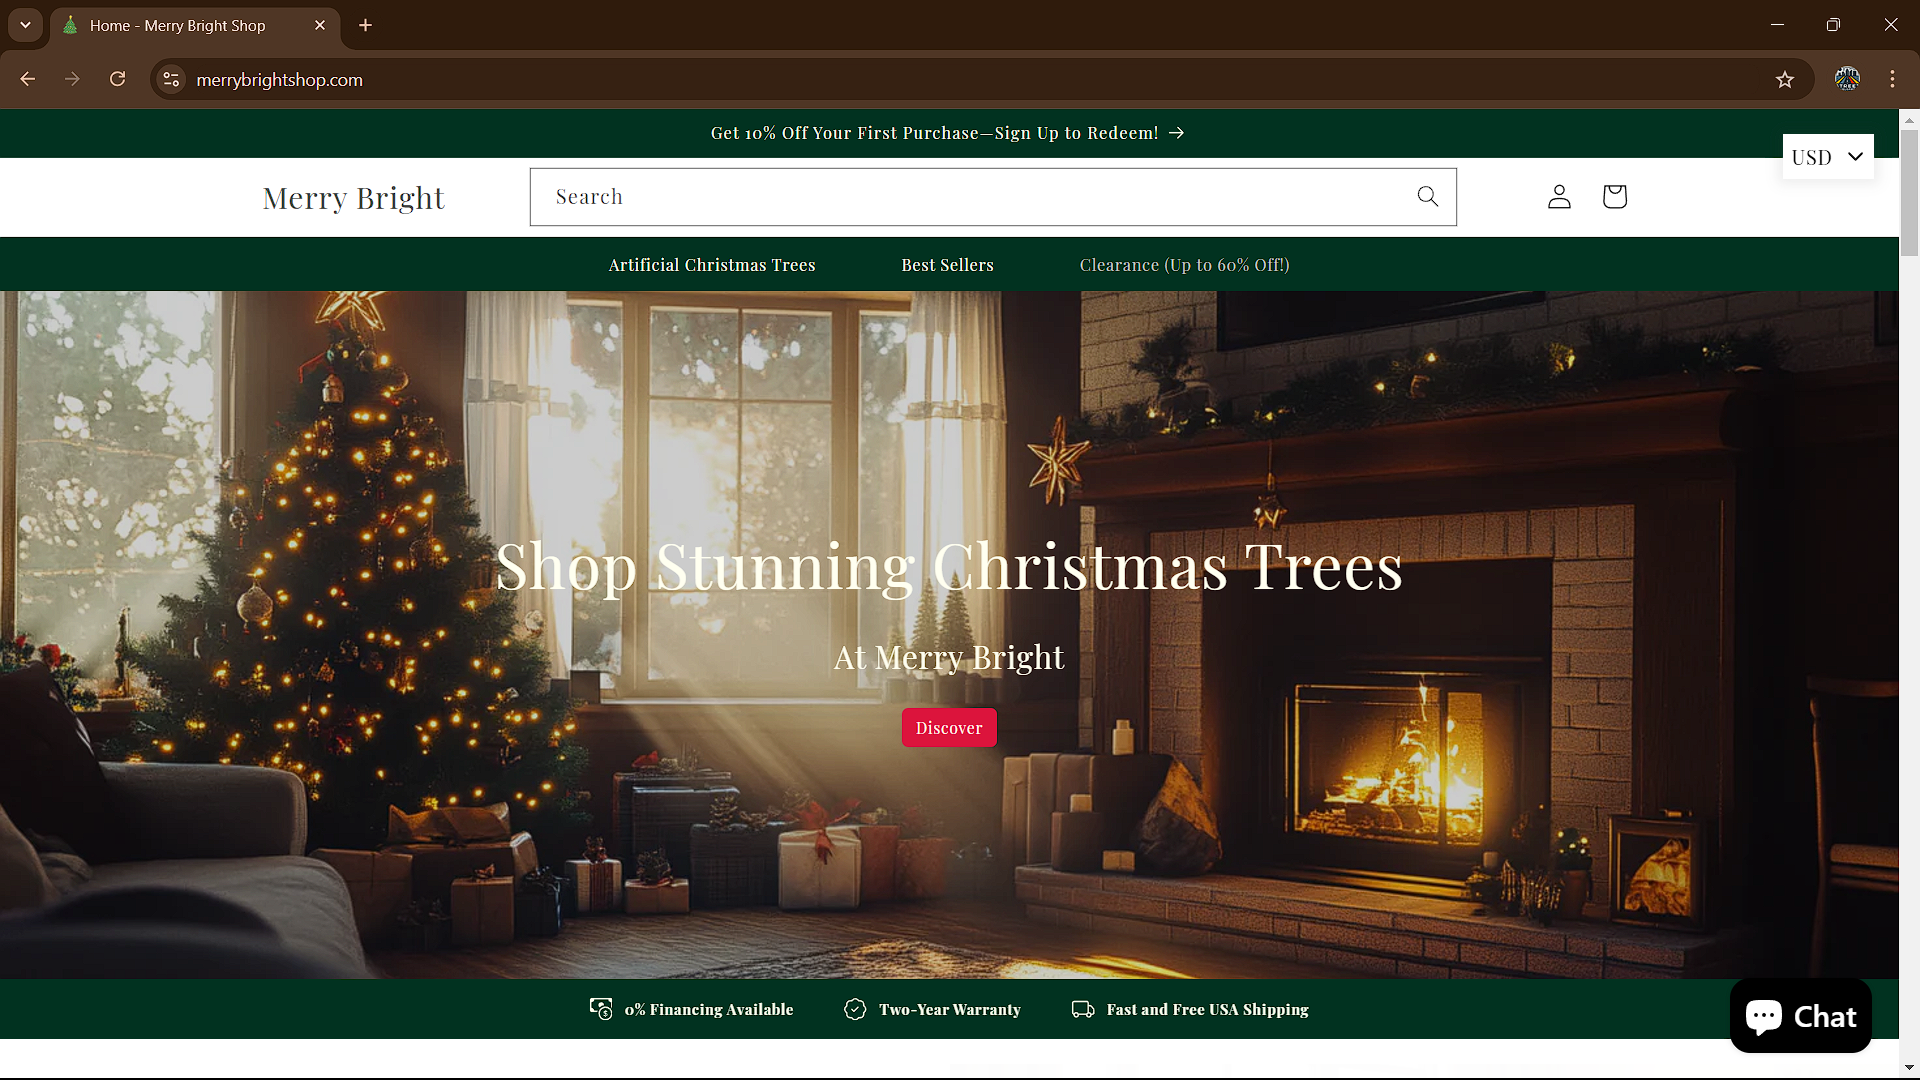 Home - Merry Bright Shop
merrybrightshop.com
Get 10% Off Your First Purchase—Sign Up to Redeem! →
USD
Merry Bright
Search
Artificial Christmas Trees
Best Sellers
Clearance (Up to 60% Off!)
Shop Stunning Christmas Trees
At Merry Bright
Discover
0% Financing Available
Two-Year Warranty
Fast and Free USA Shipping
Chat